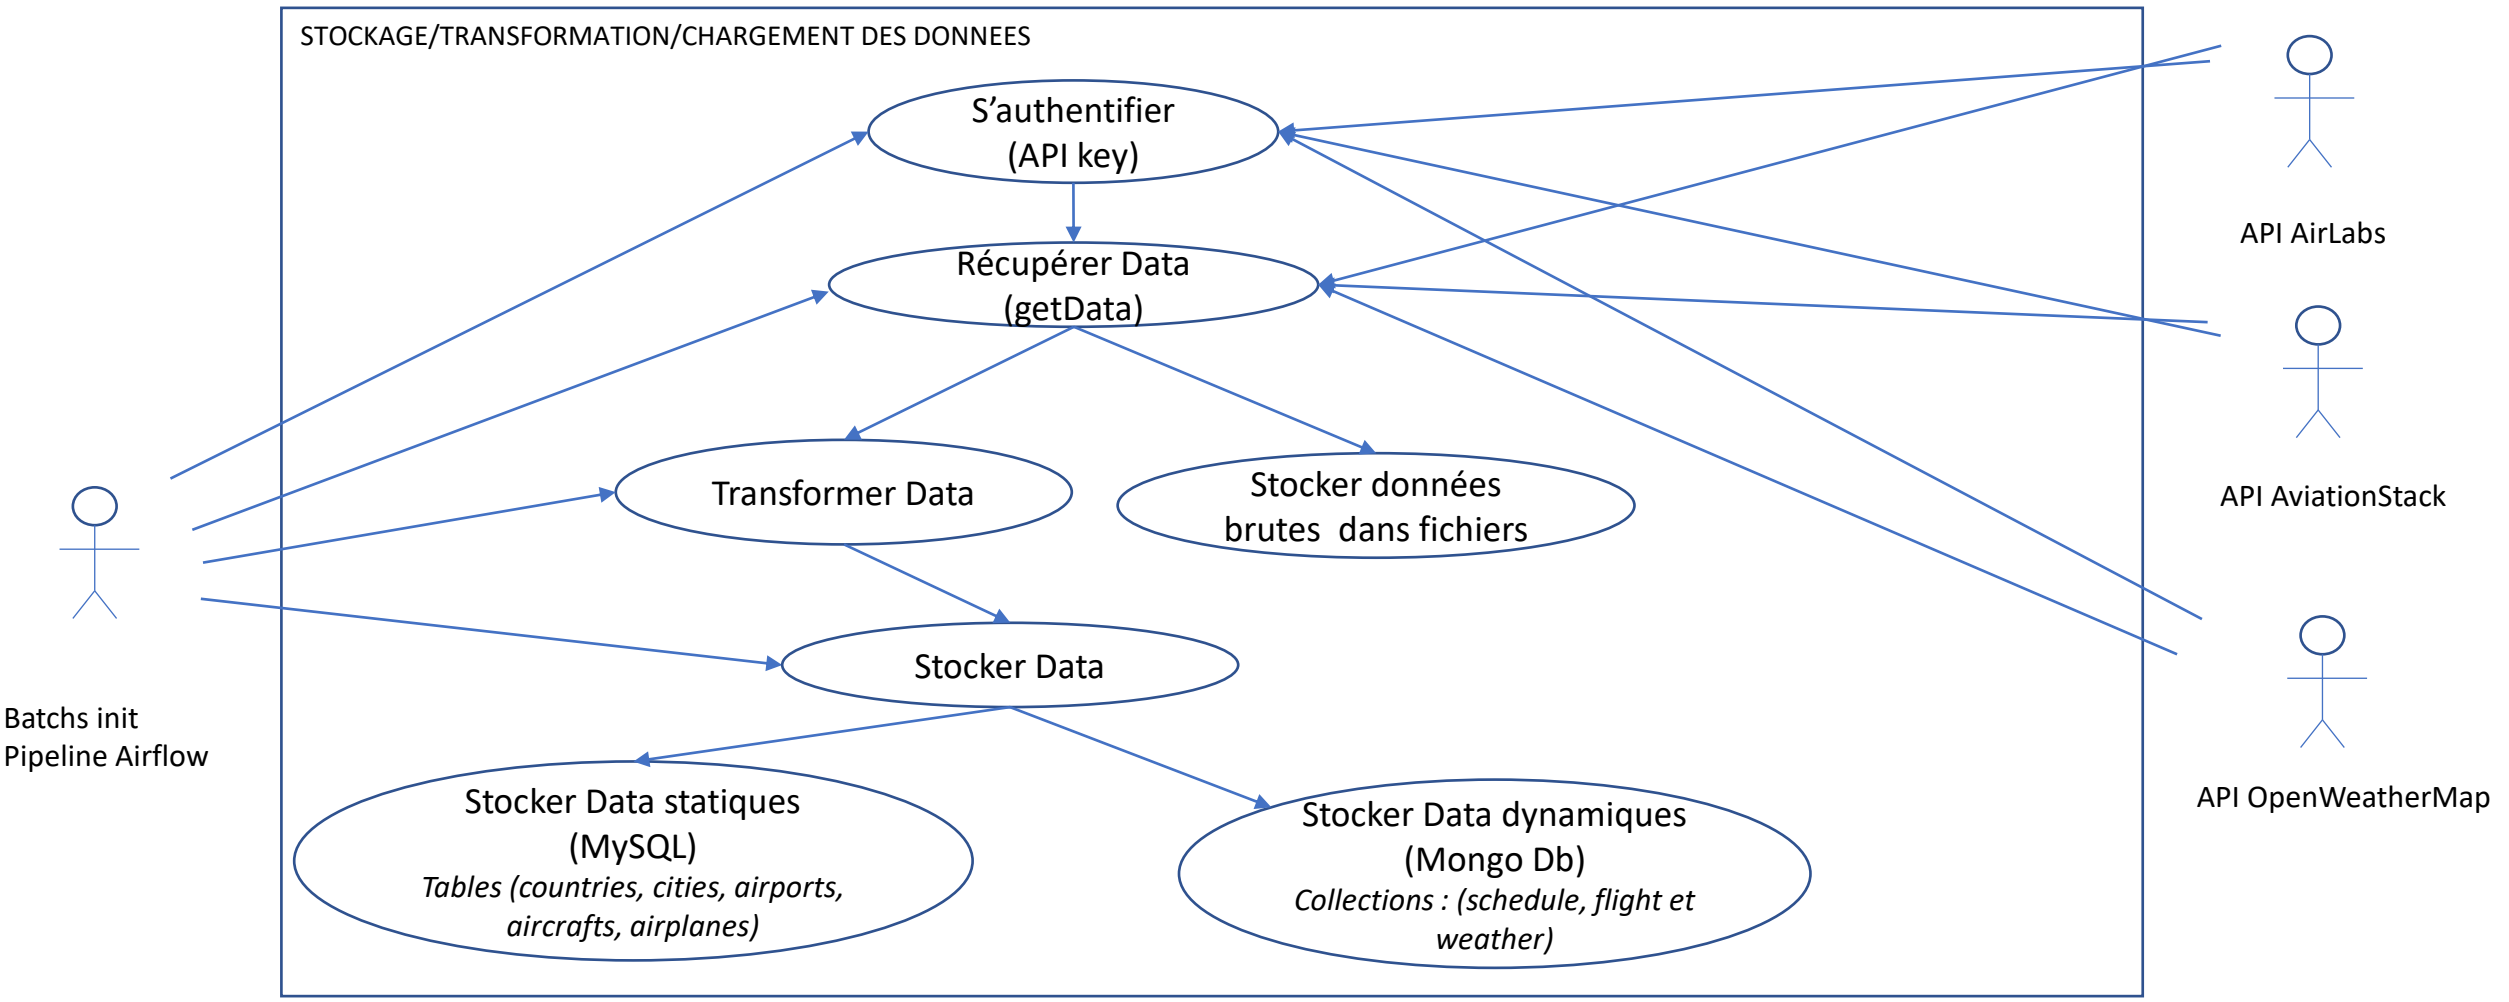 STOCKAGE/TRANSFORMATION/CHARGEMENT DES DONNEES
S’authentifier
(API key)
API AirLabs
Récupérer Data
(getData)
Transformer Data
Stocker données
brutes  dans fichiers
API AviationStack
Stocker Data
Batchs init
Pipeline Airflow
Stocker Data statiques
(MySQL)
Tables (countries, cities, airports,
aircrafts, airplanes)
Stocker Data dynamiques
(Mongo Db)
Collections : (schedule, flight et
weather)
API OpenWeatherMap